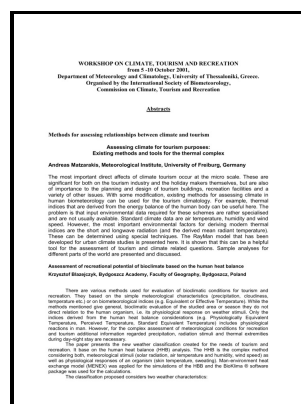 WORKSHOP ON CLIMATE, TOURISM AND RECREATION
from 5 -10 October 2001,
Department of Meteorology and Climatology, University of Thessaloniki, Greece.
Organised by the International Society of Biometeorology,
Commission on Climate, Tourism and Recreation
Abstracts
Methods for assessing relationships between climate and tourism
Assessing climate for tourism purposes:
Existing methods and tools for the thermal complex
Andreas Matzarakis, Meteorological Institute, University of Freiburg, Germany
The most important direct affects of climate tourism occur at the micro scale. These are
significant for both on the tourism industry and the holiday makers themselves, but are also
of importance to the planning and design of tourism buildings, recreation facilities and a
variety of other issues. With some modification, existing methods for assessing climate in
human biometeorology can be used for the tourism climatology. For example, thermal
indices that are derived from the energy balance of the human body can be useful here. The
problem is that input environmental data required for these schemes are rather specialised
and are not usually available. Standard climate data are air temperature, humidity and wind
speed. However, the most important environmental factors for deriving modern thermal
indices are the short and longwave radiation (and the derived mean radiant temperature).
These can be determined using special techniques. The RayMan model that has been
developed for urban climate studies is presented here. It is shown that this can be a helpful
tool for the assessment of tourism and climate related questions. Sample analyses for
different parts of the world are presented and discussed.
Assessment of recreational potential of bioclimate based on the human heat balance
Krzysztof Błażejczyk, Bydgoszcz Academy, Faculty of Geography, Bydgoszcz, Poland
There are various methods used for evaluation of bioclimatic conditions for tourism and
recreation. They based on the simple meteorological characteristics (precipitation, cloudiness,
temperature etc.) or on biometeorological indices (e.g. Equivalent or Effective Temperature). While the
methods mentioned give general, bioclimatic evaluation of the studied area or season they do not
direct relation to the human organism, i.e. its physiological response on weather stimuli. Only the
indices derived from the human heat balance considerations (e.g. Physiologically Equivalent
Temperature, Perceived Temperature, Standard Equivalent Temperature) includes physiological
reactions in man. However, for the complex assessment of meteorological conditions for recreation
and tourism additional information regarded precipitation, radiation stimuli and thermal extremities
during day-night stay are necessary.
The paper presents the new weather classification created for the needs of tourism and
recreation. It base on the human heat balance (HHB) analysis. The HHB is the complex method
considering both, meteorological stimuli (solar radiation, air temperature and humidity, wind speed) as
well as physiological responses of an organism (skin temperature, sweating). Man-environment heat
exchange model (MENEX) was applied for the simulations of the HBB and the BioKlima ® software
package was used for the calculations.
The classification proposed considers two weather characteristics: